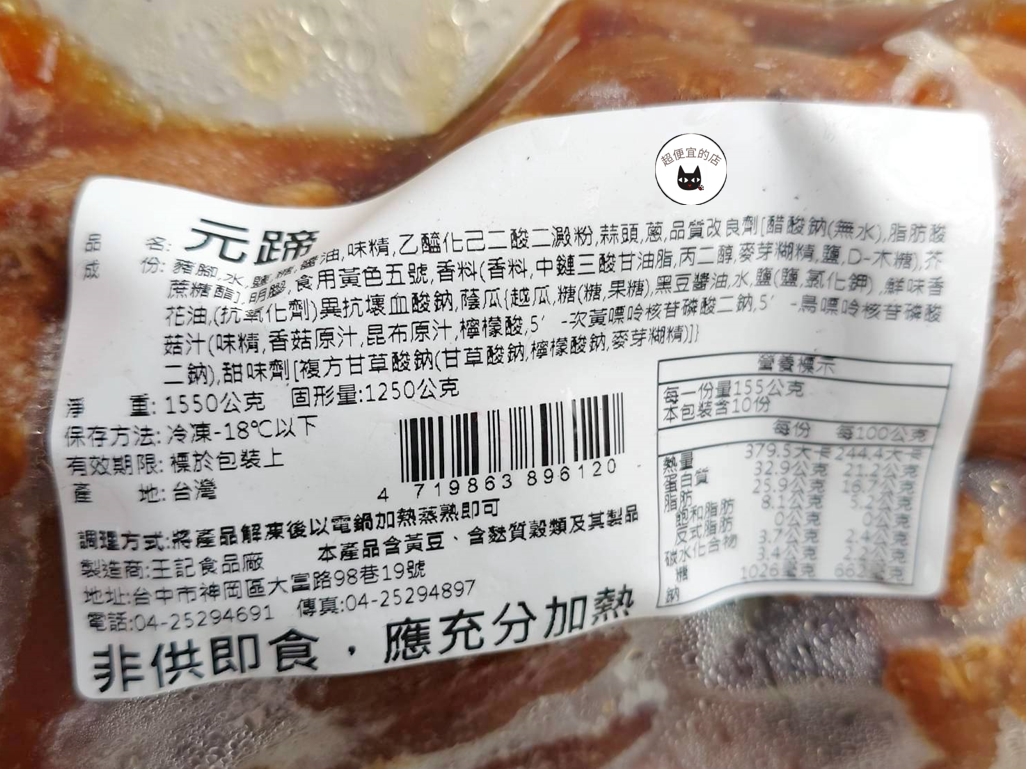 超便宜的店
品 名: 元蹄
成 份: 豬腳,水,醬油,味精,乙醯化己二酸二澱粉,蒜頭,蔥,品質改良劑[醋酸鈉(無水),脂肪酸
蔗糖酯],明膠,食用黃色五號,香料(香料,中鏈三酸甘油脂,丙二醇,麥芽糊精,鹽,D-木糖),芥
花油,(抗氧化劑)異抗壞血酸鈉,蔭瓜{越瓜,糖(糖,果糖),黑豆醬油,水,鹽(鹽,氯化鉀),鮮味香
菇汁(味精,香菇原汁,昆布原汁,檸檬酸,5’-次黃嘌呤核苷磷酸二鈉,5’-鳥嘌呤核苷磷酸
二鈉),甜味劑[複方甘草酸鈉(甘草酸鈉,檸檬酸鈉,麥芽糊精)]}
淨 重: 1550公克 固形量:1250公克
保存方法: 冷凍-18℃以下
有效期限: 標於包裝上
產 地: 台灣
4 719863 896120
調理方式:將產品解凍後以電鍋加熱蒸熟即可
本產品含黃豆、含麩質穀類及其製品
製造商:王記食品廠
地址:台中市神岡區大富路98巷19號
電話:04-25294691 傳真:04-25294897
非供即食,應充分加熱
營養標示
每一份量155公克
本包裝含10份
每份 每100公克
熱量 379.5大卡 244.4大卡
蛋白質 32.9公克 21.2公克
脂肪 25.9公克 16.7公克
飽和脂肪 8.1公克 5.2公克
反式脂肪 0公克 0公克
碳水化合物 3.7公克 2.4公克
糖 3.4公克 2.2公克
鈉 1026毫克 662毫克